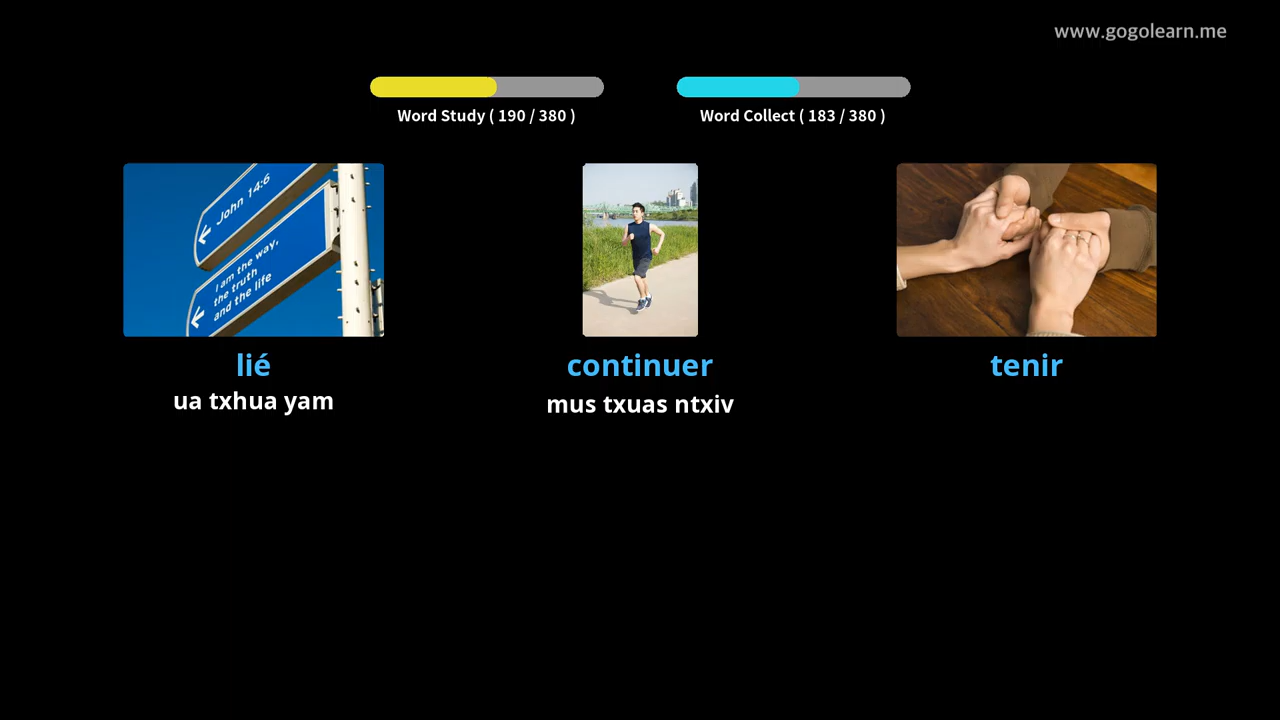 www.gogolearn.me
Word Study ( 190 / 380 )
Word Collect ( 183 / 380 )
John 14:6
I am the way,
the truth
and the life
lié
continuer
tenir
ua txhua yam
mus txuas ntxiv